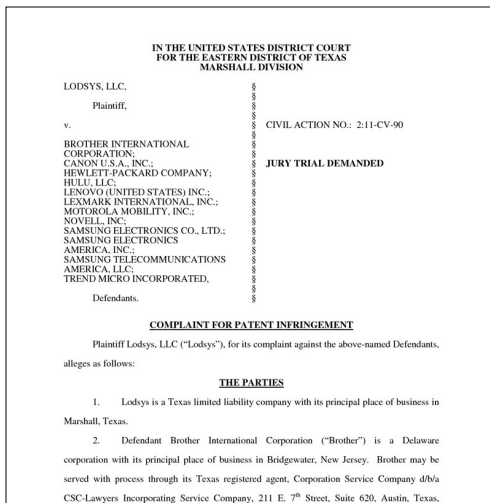 IN THE UNITED STATES DISTRICT COURT
FOR THE EASTERN DISTRICT OF TEXAS
MARSHALL DIVISION
LODSYS, LLC, §
§
Plaintiff, §
§
v. § CIVIL ACTION NO.: 2:11-CV-90
§
BROTHER INTERNATIONAL §
CORPORATION; §
CANON U.S.A., INC.; § JURY TRIAL DEMANDED
HEWLETT-PACKARD COMPANY; §
HULU, LLC; §
LENOVO (UNITED STATES) INC.; §
LEXMARK INTERNATIONAL, INC.; §
MOTOROLA MOBILITY, INC.; §
NOVELL, INC; §
SAMSUNG ELECTRONICS CO., LTD.; §
SAMSUNG ELECTRONICS §
AMERICA, INC.; §
SAMSUNG TELECOMMUNICATIONS §
AMERICA, LLC; §
TREND MICRO INCORPORATED, §
§
Defendants. §
COMPLAINT FOR PATENT INFRINGEMENT
Plaintiff Lodsys, LLC (“Lodsys”), for its complaint against the above-named Defendants,
alleges as follows:
THE PARTIES
1. Lodsys is a Texas limited liability company with its principal place of business in
Marshall, Texas.
2. Defendant Brother International Corporation (“Brother”) is a Delaware
corporation with its principal place of business in Bridgewater, New Jersey. Brother may be
served with process through its Texas registered agent, Corporation Service Company d/b/a
CSC-Lawyers Incorporating Service Company, 211 E. 7th Street, Suite 620, Austin, Texas,